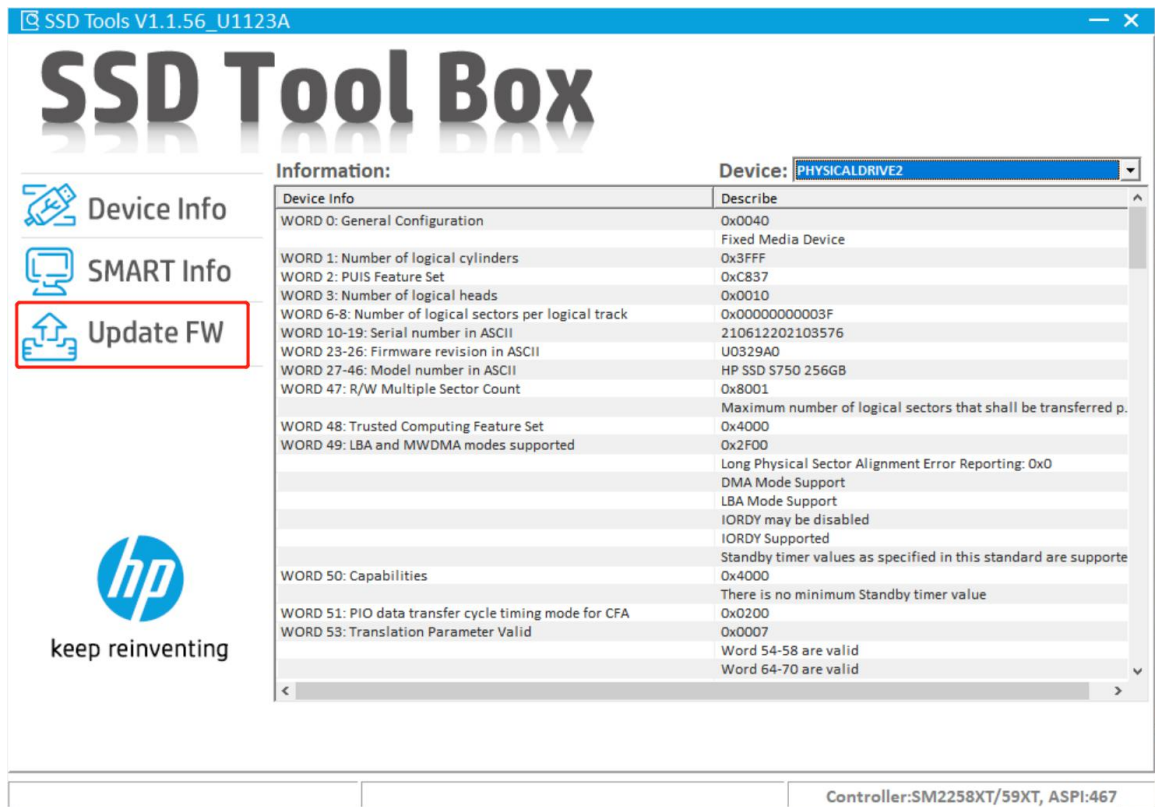 SSD Tools V1.1.56_U1123A
SSD Tool Box
Information: Device: PHYSICALDRIVE2
Device Info
SMART Info
Update FW
Device Info Describe
WORD 0: General Configuration 0x0040
Fixed Media Device
WORD 1: Number of logical cylinders 0x3FFF
WORD 2: PUIS Feature Set 0xC837
WORD 3: Number of logical heads 0x0010
WORD 6-8: Number of logical sectors per logical track 0x00000000003F
WORD 10-19: Serial number in ASCII 210612202103576
WORD 23-26: Firmware revision in ASCII U0329A0
WORD 27-46: Model number in ASCII HP SSD S750 256GB
WORD 47: R/W Multiple Sector Count 0x8001
Maximum number of logical sectors that shall be transferred p.
WORD 48: Trusted Computing Feature Set 0x4000
WORD 49: LBA and MWDMA modes supported 0x2F00
Long Physical Sector Alignment Error Reporting: 0x0
DMA Mode Support
LBA Mode Support
IORDY may be disabled
IORDY Supported
Standby timer values as specified in this standard are supporte
WORD 50: Capabilities 0x4000
There is no minimum Standby timer value
WORD 51: PIO data transfer cycle timing mode for CFA 0x0200
WORD 53: Translation Parameter Valid 0x0007
Word 54-58 are valid
Word 64-70 are valid
hp
keep reinventing
Controller:SM2258XT/59XT, ASPI:467